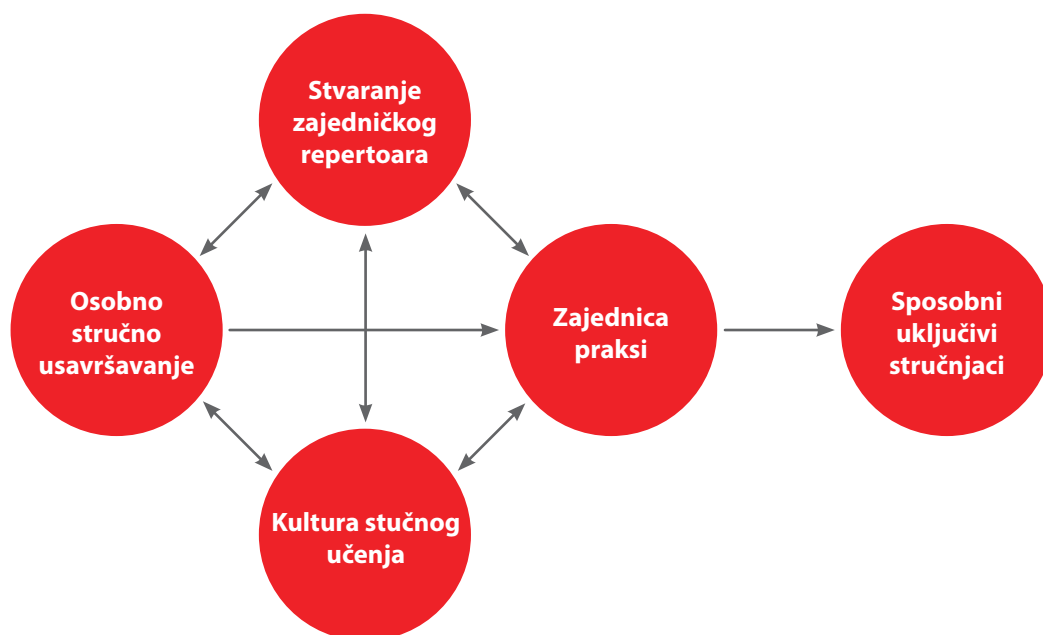 Stvaranje
zajedničkog
repertoara
Osobno
stručno
usavršavanje
Zajednica
praksi
Sposobni
uključivi
stručnjaci
Kultura stučnog
učenja